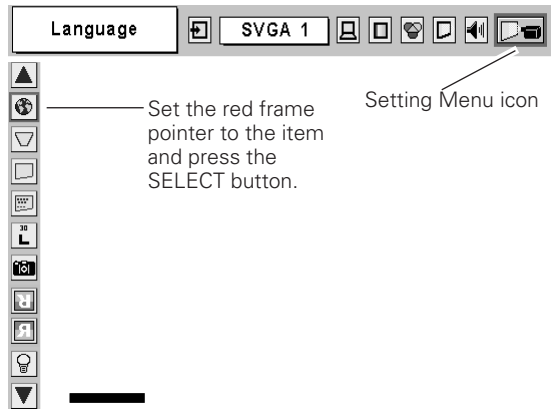 Language
SVGA 1
Setting Menu icon
Set the red frame
pointer to the item
and press the
SELECT button.
30
L
R
R